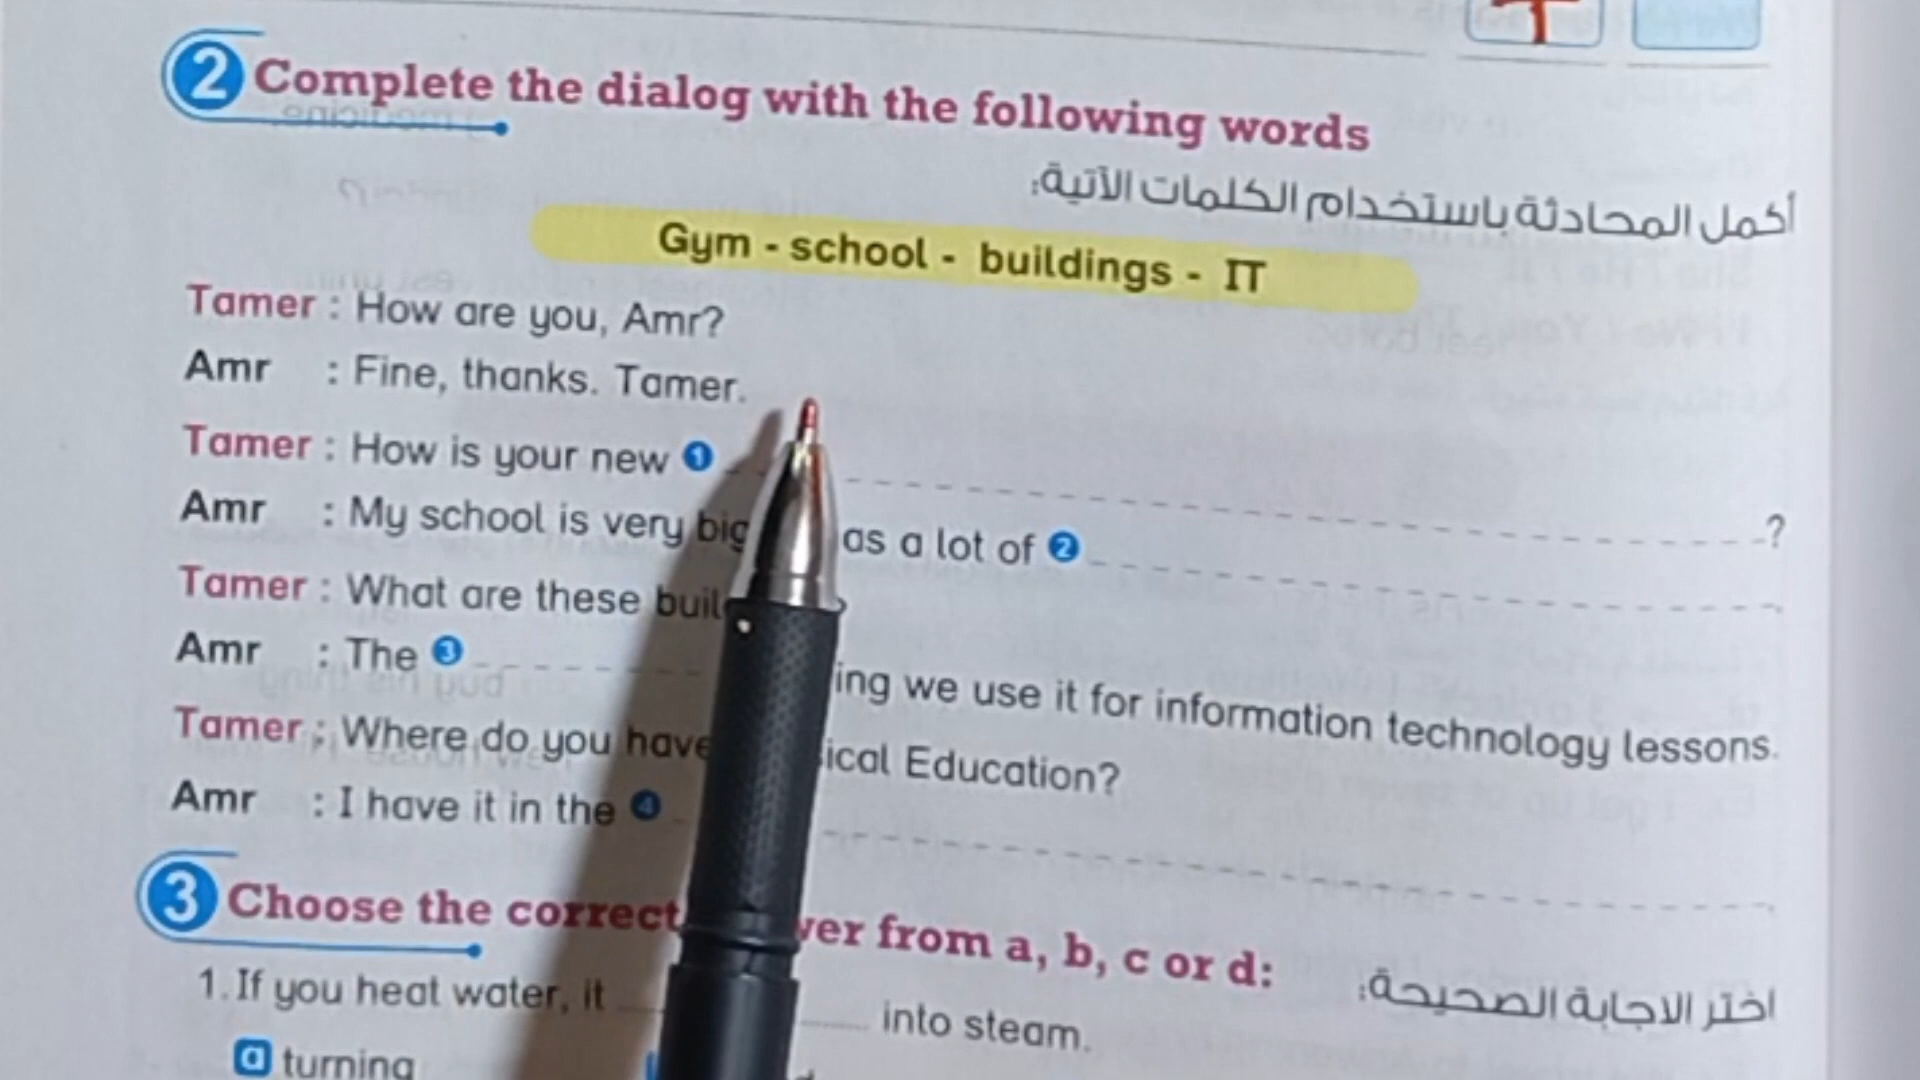 2 Complete the dialog with the following words
أكمل المحادثة باستخدام الكلمات الآتية:
Gym - school - buildings - IT
Tamer : How are you, Amr?
Amr : Fine, thanks. Tamer.
Tamer : How is your new 1 ?
Amr : My school is very big as a lot of 2 .
Tamer : What are these buil ?
Amr : The 3 ing we use it for information technology lessons.
Tamer : Where do you have ical Education?
Amr : I have it in the 4 .
3 Choose the correct wer from a, b, c or d:
اختر الاجابة الصحيحة:
1. If you heat water, it into steam.
a turning